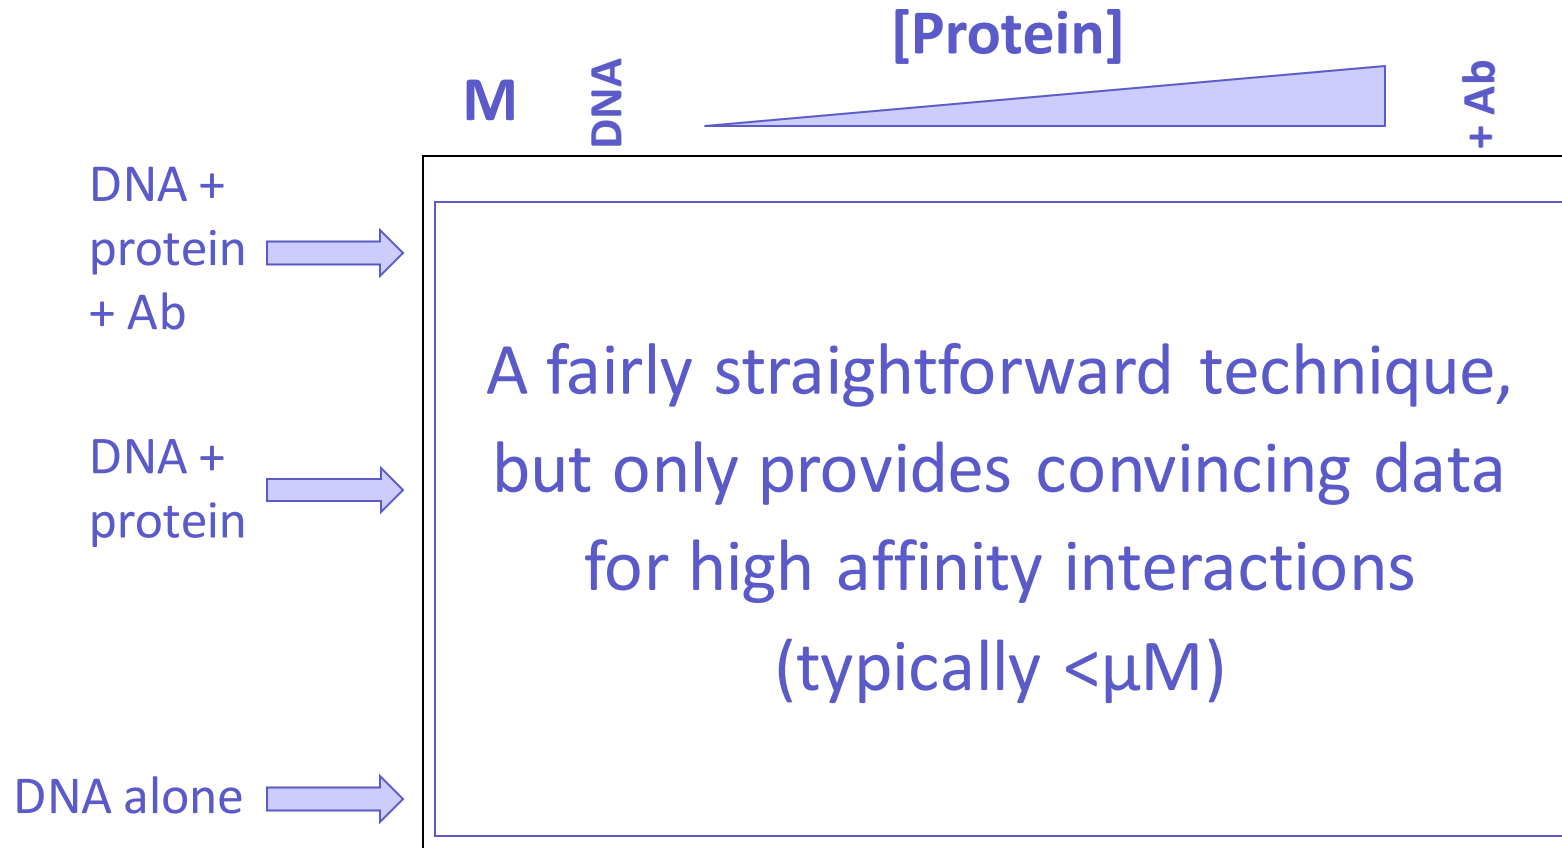 [Protein]
M
DNA
+ Ab
DNA +
protein
+ Ab
DNA +
protein
DNA alone
A fairly straightforward technique,
but only provides convincing data
for high affinity interactions
(typically <μM)